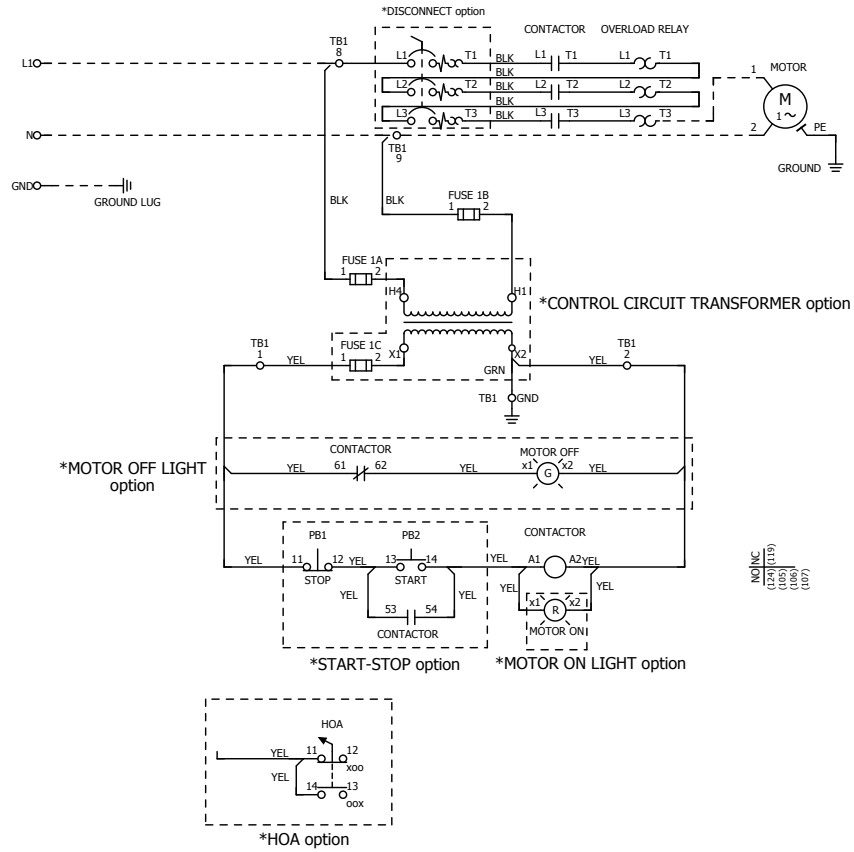 *DISCONNECT option
CONTACTOR OVERLOAD RELAY
TB1
8
L1 T1 BLK L1 T1 L1 T1
L1
BLK
MOTOR
1
L2 T2 BLK L2 T2 L2 T2
BLK
M
1~
L3 T3 BLK L3 T3 L3 T3
N
2
PE
TB1
9
GROUND
GND
GROUND LUG
BLK
BLK
FUSE 1B
1 2
FUSE 1A
1 2
H4 H1
*CONTROL CIRCUIT TRANSFORMER option
TB1
1
YEL
FUSE 1C
1 2
X1 X2
GRN
YEL
TB1
2
TB1 GND
*MOTOR OFF LIGHT
option
CONTACTOR
YEL 61 62 YEL
MOTOR OFF
x1 G x2 YEL
PB1 PB2
CONTACTOR
YEL 11 12 YEL 13 14 YEL A1 A2 YEL
STOP START
YEL YEL
53 54
CONTACTOR
YEL YEL
x1 R x2
MOTOR ON
NO NC
(124) (119)
(105)
(106)
(107)
*START-STOP option
*MOTOR ON LIGHT option
HOA
YEL 11 12
xoo
YEL
14 13
oox
*HOA option